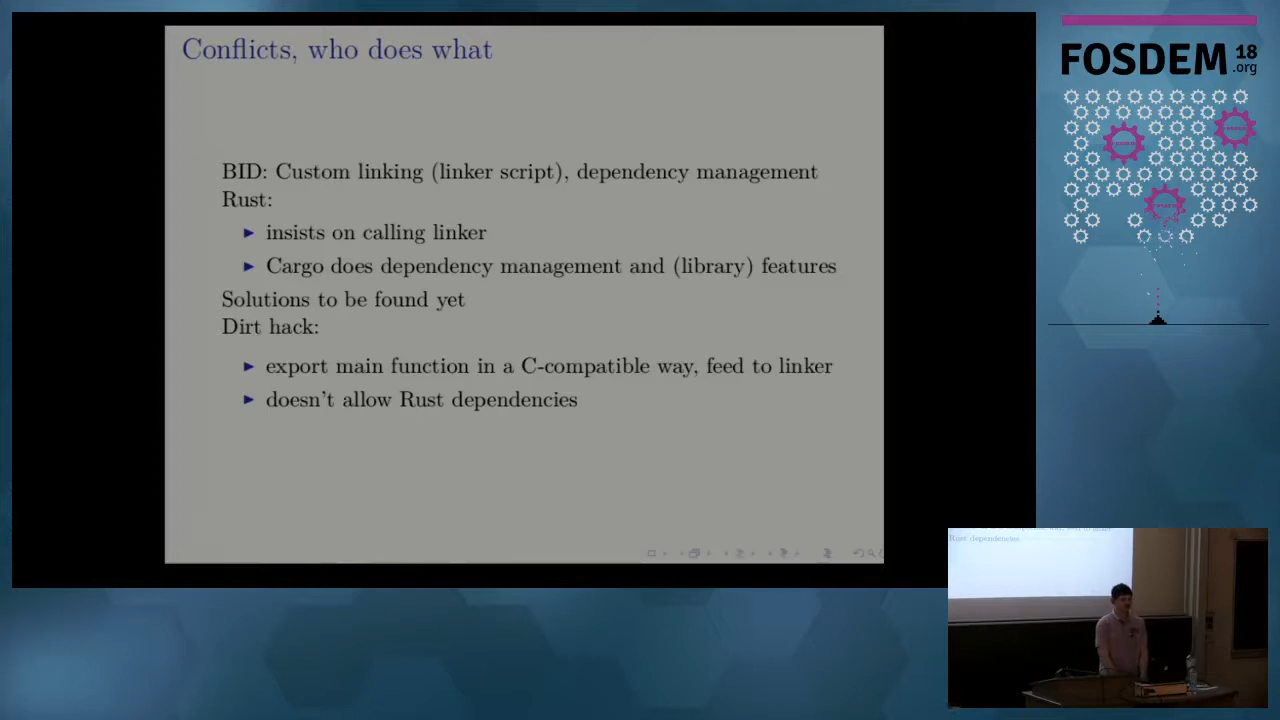 Conflicts, who does what
BID: Custom linking (linker script), dependency management
Rust:
insists on calling linker
Cargo does dependency management and (library) features
Solutions to be found yet
Dirt hack:
export main function in a C-compatible way, feed to linker
doesn't allow Rust dependencies
FOSDEM 18
.org
Rust dependencies